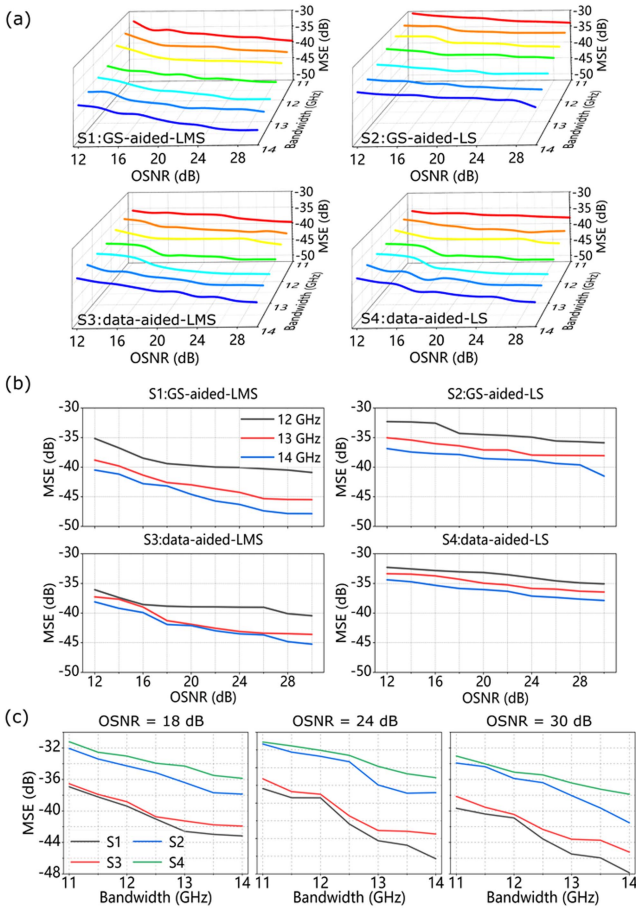 (a)
-30
-35
-40
-45
-50
MSE (dB)
11
12
13
14
Bandwidth (GHz)
S1:GS-aided-LMS
12 16 20 24 28
OSNR (dB)
-30
-35
-40
-45
-50
MSE (dB)
11
12
13
14
Bandwidth (GHz)
S2:GS-aided-LS
12 16 20 24 28
OSNR (dB)
-30
-35
-40
-45
-50
MSE (dB)
11
12
13
14
Bandwidth (GHz)
S3:data-aided-LMS
12 16 20 24 28
OSNR (dB)
-30
-35
-40
-45
-50
MSE (dB)
11
12
13
14
Bandwidth (GHz)
S4:data-aided-LS
12 16 20 24 28
OSNR (dB)
(b)
S1:GS-aided-LMS
-30
-35
-40
-45
-50
MSE (dB)
12 GHz
13 GHz
14 GHz
12 16 20 24 28
S2:GS-aided-LS
-30
-35
-40
-45
-50
MSE (dB)
12 16 20 24 28
S3:data-aided-LMS
-30
-35
-40
-45
-50
MSE (dB)
12 16 20 24 28
OSNR (dB)
S4:data-aided-LS
-30
-35
-40
-45
-50
MSE (dB)
12 16 20 24 28
OSNR (dB)
(c)
OSNR = 18 dB
OSNR = 24 dB
OSNR = 30 dB
-32
-36
-40
-44
-48
MSE (dB)
S1 S2
S3 S4
11 12 13 14
Bandwidth (GHz)
11 12 13 14
Bandwidth (GHz)
11 12 13 14
Bandwidth (GHz)